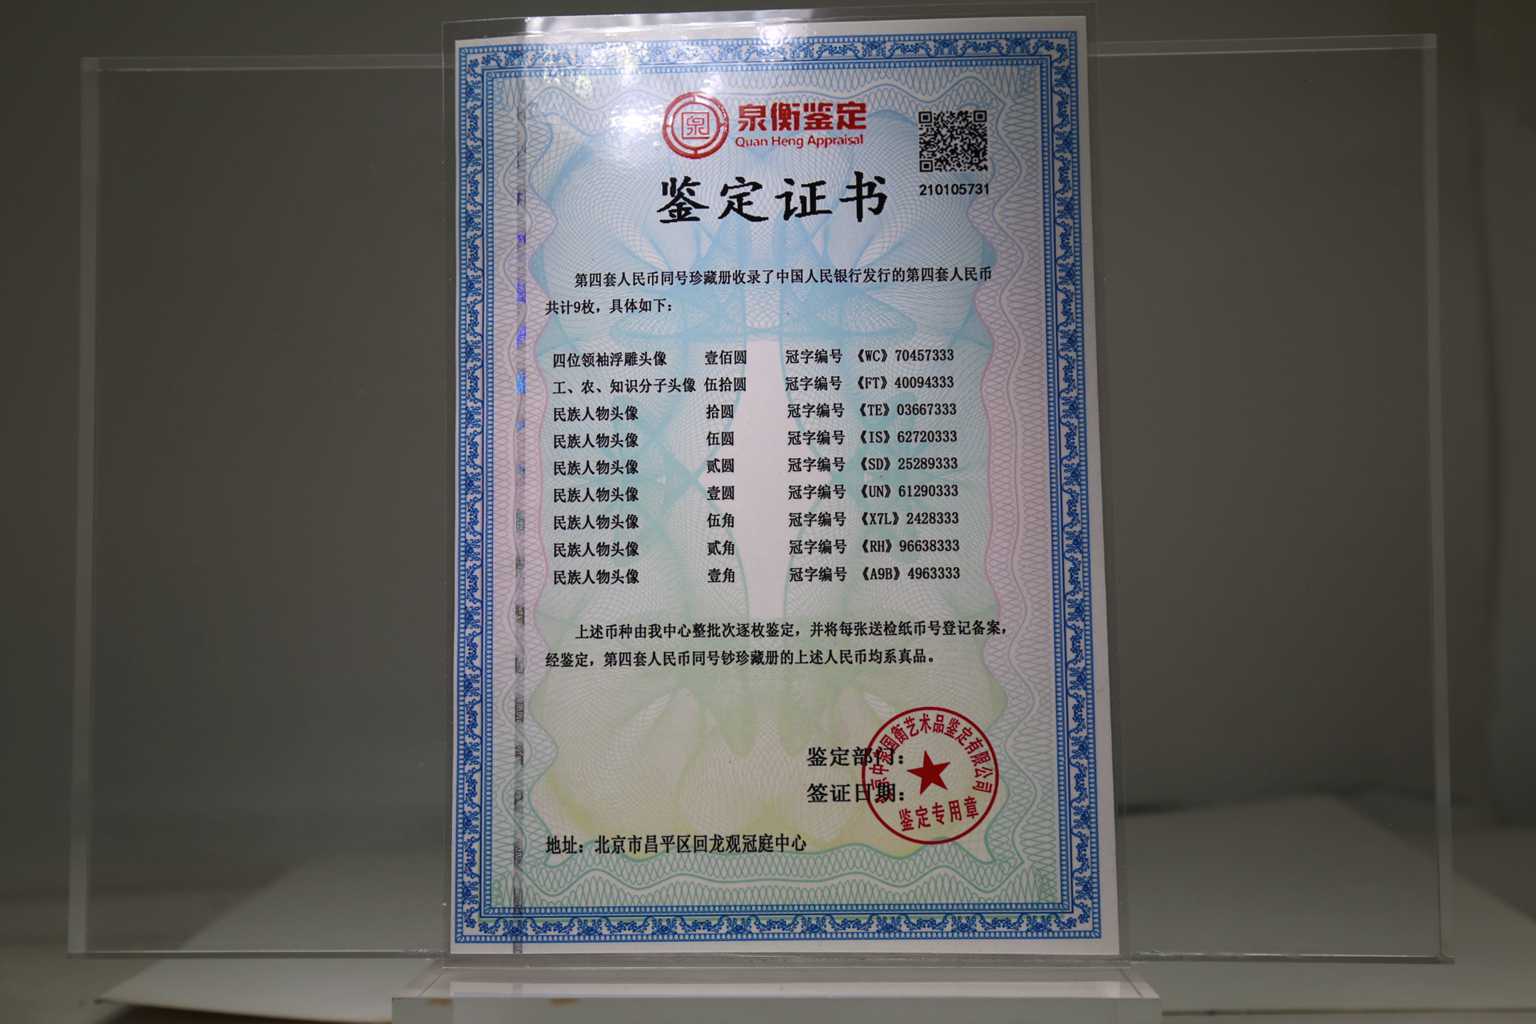 泉
泉衡鉴定
Quan Heng Appraisal
210105731
鉴定证书
第四套人民币同号珍藏册收录了中国人民银行发行的第四套人民币
共计9枚，具体如下：
四位领袖浮雕头像 壹佰圆 冠字编号 《WC》70457333
工、农、知识分子头像 伍拾圆 冠字编号 《FT》40094333
民族人物头像 拾圆 冠字编号 《TE》03667333
民族人物头像 伍圆 冠字编号 《IS》62720333
民族人物头像 贰圆 冠字编号 《SD》25289333
民族人物头像 壹圆 冠字编号 《UN》61290333
民族人物头像 伍角 冠字编号 《X7L》2428333
民族人物头像 贰角 冠字编号 《RH》96638333
民族人物头像 壹角 冠字编号 《A9B》4963333
上述币种由我中心整批次逐枚鉴定，并将每张送检纸币号登记备案，
经鉴定，第四套人民币同号钞珍藏册的上述人民币均系真品。
鉴定部门：
签证日期：
国衡艺术品鉴定有限公司
鉴定专用章
地址：北京市昌平区回龙观冠庭中心